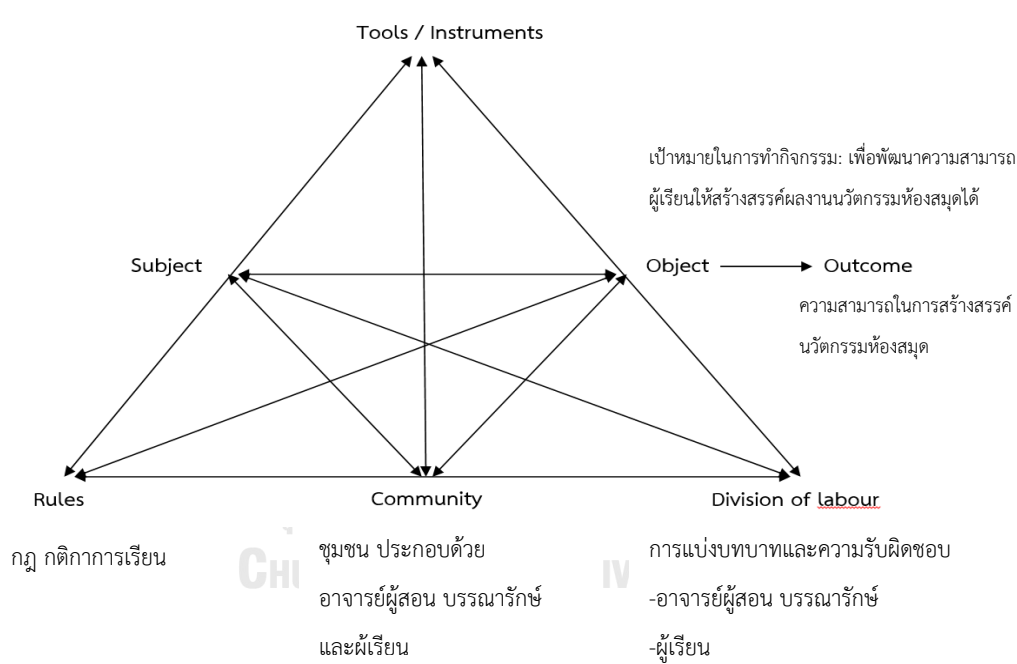 Tools / Instruments
เป้าหมายในการทำกิจกรรม: เพื่อพัฒนาความสามารถ
ผู้เรียนให้สร้างสรรค์ผลงานนวัตกรรมห้องสมุดได้
Subject
Object
Outcome
ความสามารถในการสร้างสรรค์
นวัตกรรมห้องสมุด
Rules
Community
Division of labour
กฎ กติกาการเรียน
ชุมชน ประกอบด้วย
อาจารย์ผู้สอน บรรณารักษ์
และผู้เรียน
การแบ่งบทบาทและความรับผิดชอบ
-อาจารย์ผู้สอน บรรณารักษ์
-ผู้เรียน